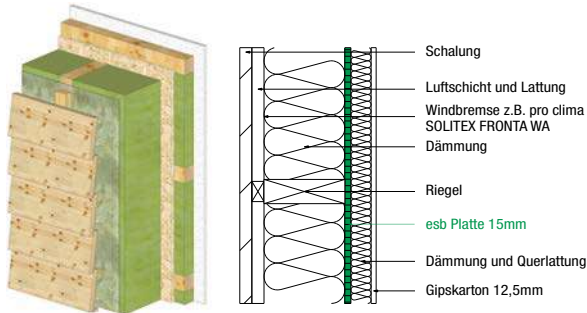 Schalung
Luftschicht und Lattung
Windbremse z.B. pro clima
SOLITEX FRONTA WA
Dämmung
Riegel
esb Platte 15mm
Dämmung und Querlattung
Gipskarton 12,5mm